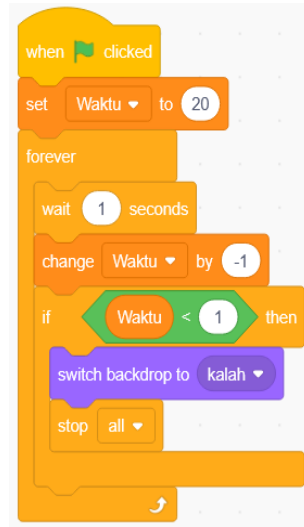 when clicked
set Waktu to 20
forever
wait 1 seconds
change Waktu by -1
if Waktu < 1 then
switch backdrop to kalah
stop all